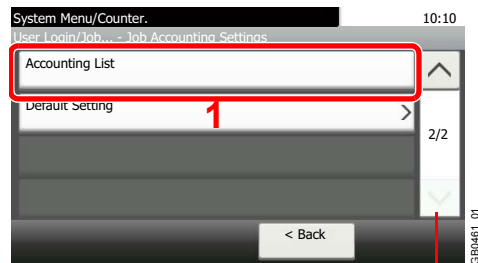 System Menu/Counter.
10:10
User Login/Job... - Job Accounting Settings
Accounting List
Default Setting
1
2/2
< Back
GB0461_01